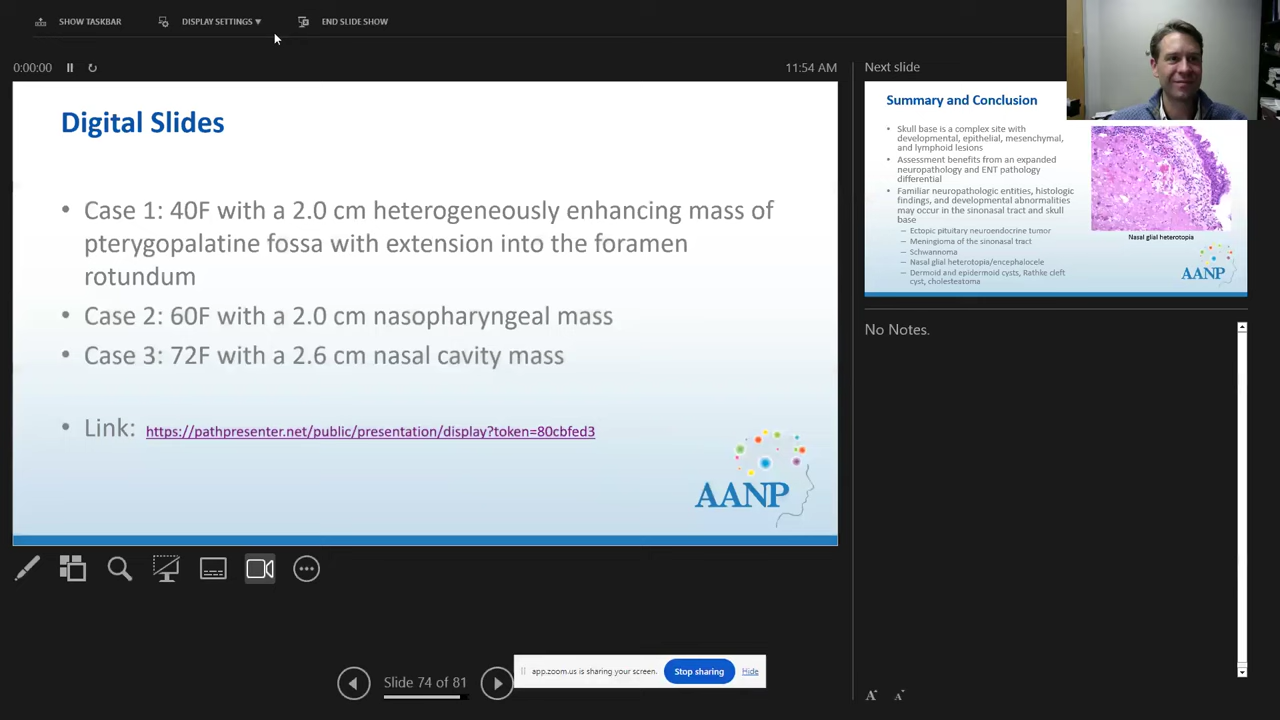 SHOW TASKBAR
DISPLAY SETTINGS ▼
END SLIDE SHOW
0:00:00
11:54 AM
Digital Slides
• Case 1: 40F with a 2.0 cm heterogeneously enhancing mass of
pterygopalatine fossa with extension into the foramen
rotundum
• Case 2: 60F with a 2.0 cm nasopharyngeal mass
• Case 3: 72F with a 2.6 cm nasal cavity mass
• Link: https://pathpresenter.net/public/presentation/display?token=80cbfed3
AANP
Next slide
Summary and Conclusion
• Skull base is a complex site with
developmental, epithelial, mesenchymal,
and lymphoid lesions
• Assessment benefits from an expanded
neuropathology and ENT pathology
differential
• Familiar neuropathologic entities, histologic
findings, and developmental abnormalities
may occur in the sinonasal tract and skull
base
– Ectopic pituitary neuroendocrine tumor
– Meningioma of the sinonasal tract
– Schwannoma
– Nasal glial heterotopia/encephalocele
– Dermoid and epidermoid cysts, Rathke cleft
cyst, cholesteatoma
Nasal glial heterotopia
AANP
No Notes.
Slide 74 of 81
app.zoom.us is sharing your screen.
Stop sharing
Hide
A A